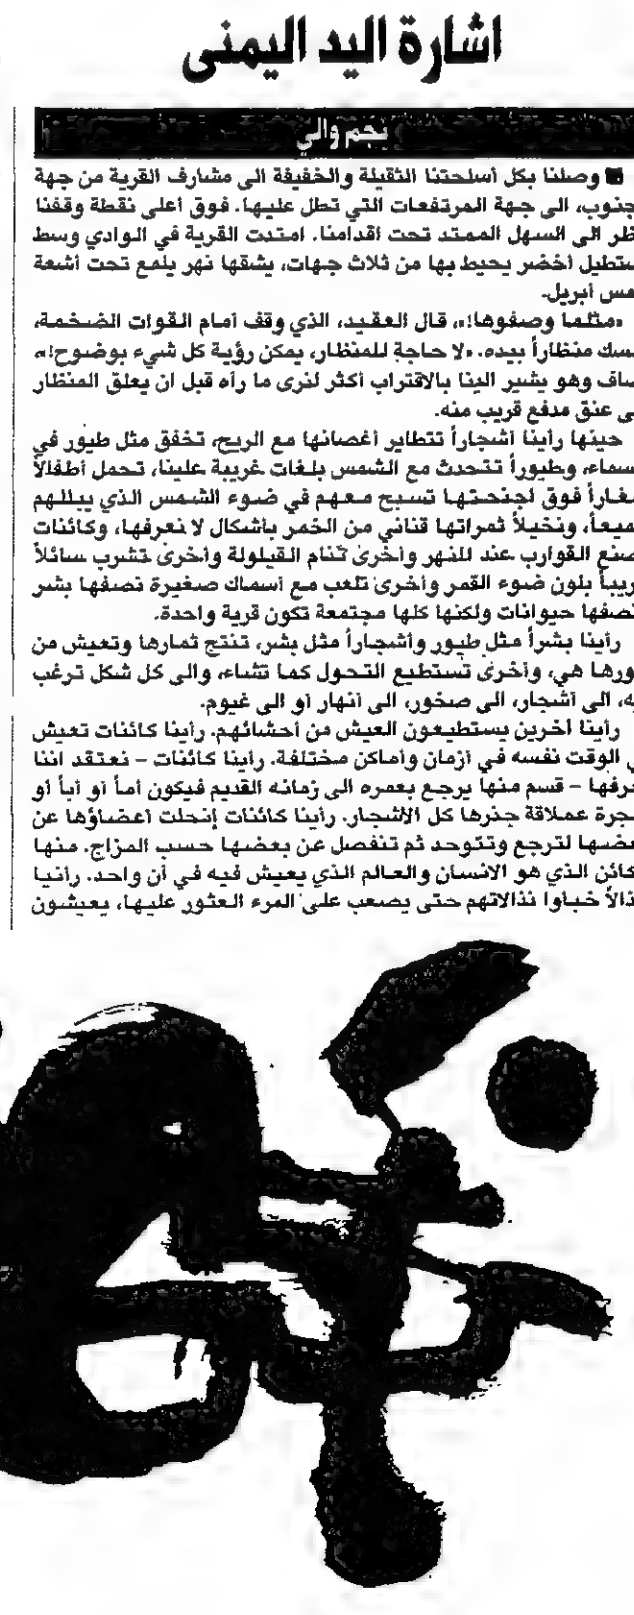 اشارة اليد اليمنى
نجم والي
وصلنا بكل أسلحتنا الثقيلة والخفيفة الى مشارف القرية من جهة
جنوب، الى جهة المرتفعات التي تطل عليها. فوق أعلى نقطة وقفنا
ظر الى السهل الممتد تحت اقدامنا. امتدت القرية في الوادي وسط
ستطيل أخضر يحيط بها من ثلاث جهات، يشقها نهر يلمع تحت أشعة
مس أبريل.
«مثلما وصفوها!»، قال العقيد، الذي وقف أمام القوات الضخمة،
مسك منظاراً بيده. «لا حاجة للمنظار، يمكن رؤية كل شيء بوضوح!»،
ضاف وهو يشير الينا بالاقتراب أكثر لنرى ما رآه قبل ان يعلق المنظار
ى عنق مدفع قريب منه.
حينها رأينا اشجاراً تتطاير أغصانها مع الريح، تخفق مثل طيور في
سماء، وطيوراً تتحدث مع الشمس بلغات غريبة علينا، تحمل أطفالاً
غاراً فوق اجنحتها تسبح معهم في ضوء الشمس الذي يبللهم
ميعاً، ونخيلاً ثمراتها قناني من الخمر بأشكال لا نعرفها، وكائنات
صنع القوارب عند النهر وأخرى تنام القيلولة وأخرى تشرب سائلاً
ريباً بلون ضوء القمر وأخرى تلعب مع أسماك صغيرة نصفها بشر
نصفها حيوانات ولكنها كلها مجتمعة تكون قرية واحدة.
رأينا بشراً مثل طيور وأشجاراً مثل بشر، تنتج ثمارها وتعيش من
ورها هي، وأخرى تستطيع التحول كما تشاء، والى كل شكل ترغب
ه، الى أشجار، الى صخور، الى أنهار أو الى غيوم.
رأينا آخرين يستطيعون العيش من أحشائهم. رأينا كائنات تعيش
ي الوقت نفسه في أزمان وأماكن مختلفة. رأينا كائنات – نعتقد اننا
عرفها – قسم منها يرجع بعمره الى زمانه القديم فيكون أماً أو أباً أو
جرة عملاقة جذرها كل الأشجار. رأينا كائنات إنحلت أعضاؤها عن
عضها لترجع وتتوحد ثم تنفصل عن بعضها حسب المزاج. منها
كائن الذي هو الانسان والعالم الذي يعيش فيه في آن واحد. رأنيا
ذالاً خباوا نذالاتهم حتى يصعب على المرء العثور عليها، يعيشون